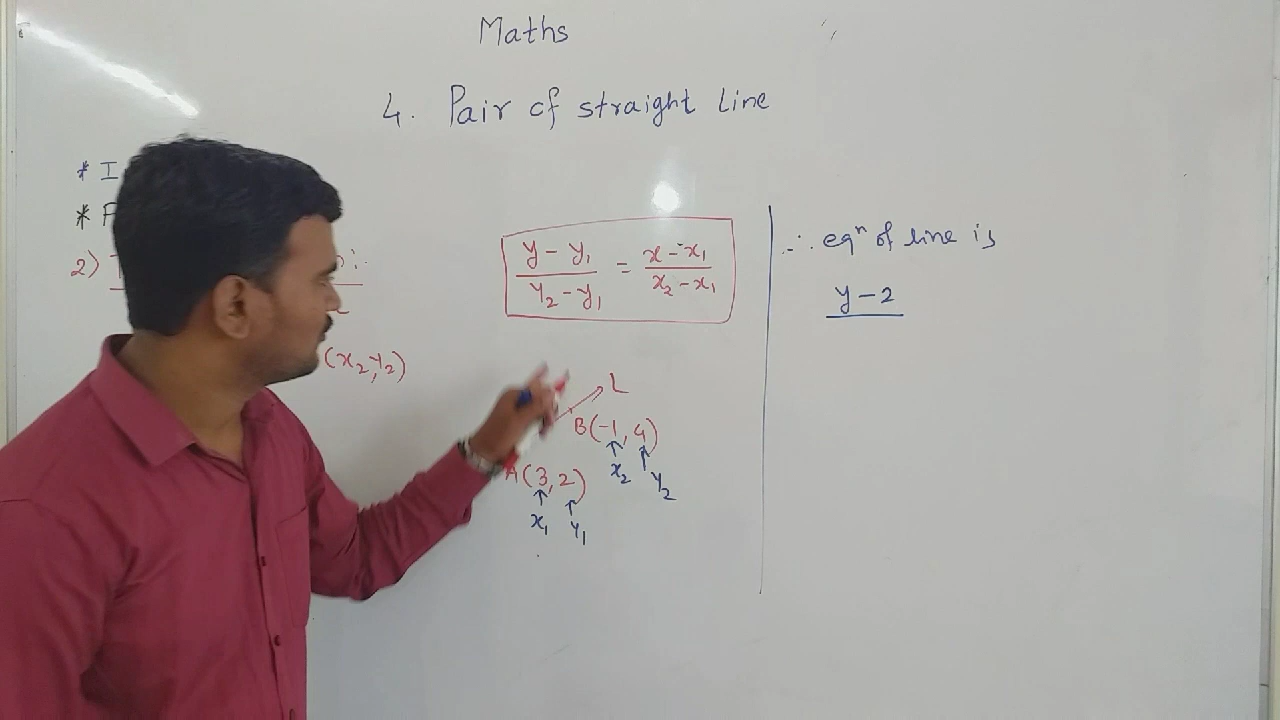 Maths
4. Pair of straight Line
* I
*
2)
(x₂, y₂)
(y - y₁)/(y₂ - y₁) = (x - x₁)/(x₂ - x₁)
L
B(-1, 4)
x₂ y₂
A(3, 2)
x₁ y₁
∴ eqⁿ of line is
y - 2